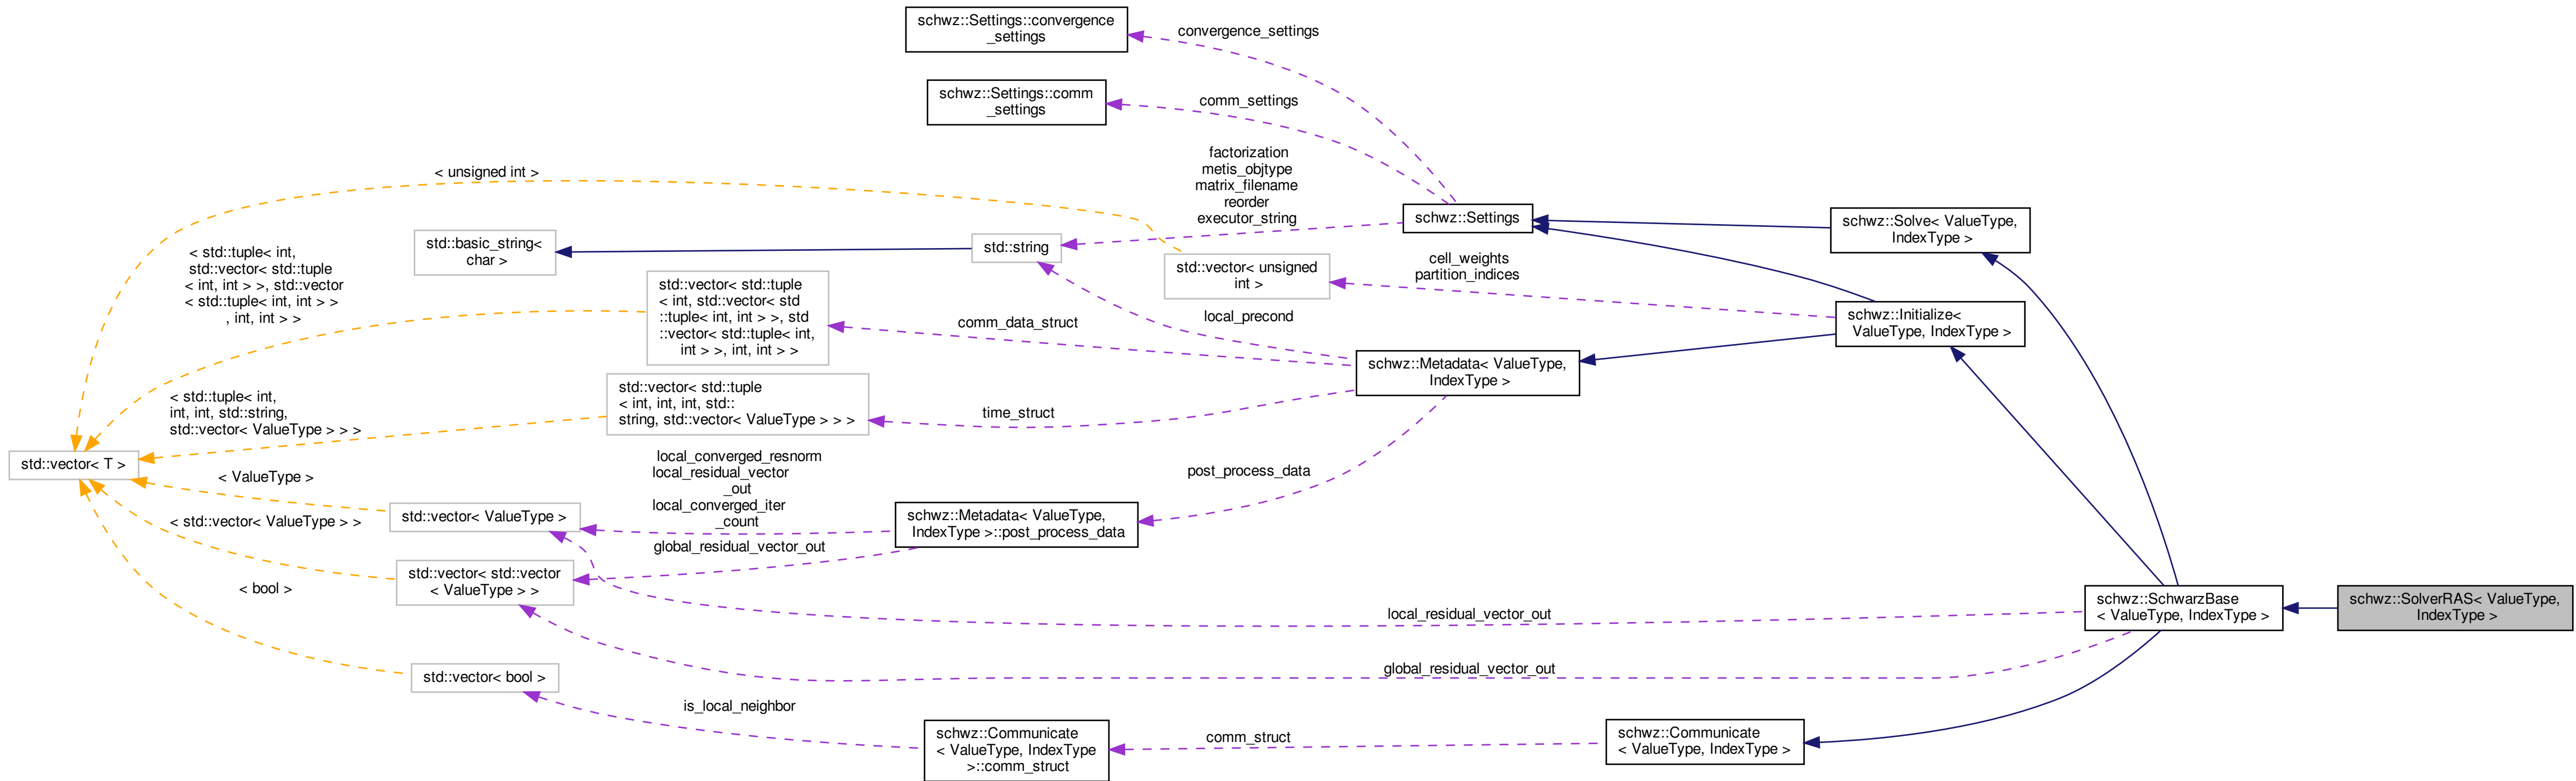 schwz::Settings::convergence
_settings
convergence_settings
schwz::Settings::comm
_settings
comm_settings
factorization
metis_objtype
matrix_filename
reorder
executor_string
< unsigned int >
schwz::Settings
schwz::Solve< ValueType,
IndexType >
std::basic_string<
char >
std::string
std::vector< unsigned
int >
cell_weights
partition_indices
< std::tuple< int,
std::vector< std::tuple
< int, int > >, std::vector
< std::tuple< int, int > >
, int, int > >
std::vector< std::tuple
< int, std::vector< std
::tuple< int, int > >, std
::vector< std::tuple< int,
int > >, int, int > >
comm_data_struct
local_precond
schwz::Initialize<
ValueType, IndexType >
schwz::Metadata< ValueType,
IndexType >
< std::tuple< int,
int, int, std::string,
std::vector< ValueType > > >
std::vector< std::tuple
< int, int, int, std::
string, std::vector< ValueType > > >
time_struct
std::vector< T >
< ValueType >
local_converged_resnorm
local_residual_vector
_out
local_converged_iter
_count
post_process_data
< std::vector< ValueType > >
std::vector< ValueType >
schwz::Metadata< ValueType,
IndexType >::post_process_data
global_residual_vector_out
< bool >
std::vector< std::vector
< ValueType > >
local_residual_vector_out
schwz::SchwarzBase
< ValueType, IndexType >
schwz::SolverRAS< ValueType,
IndexType >
global_residual_vector_out
std::vector< bool >
is_local_neighbor
schwz::Communicate
< ValueType, IndexType
>::comm_struct
comm_struct
schwz::Communicate
< ValueType, IndexType >